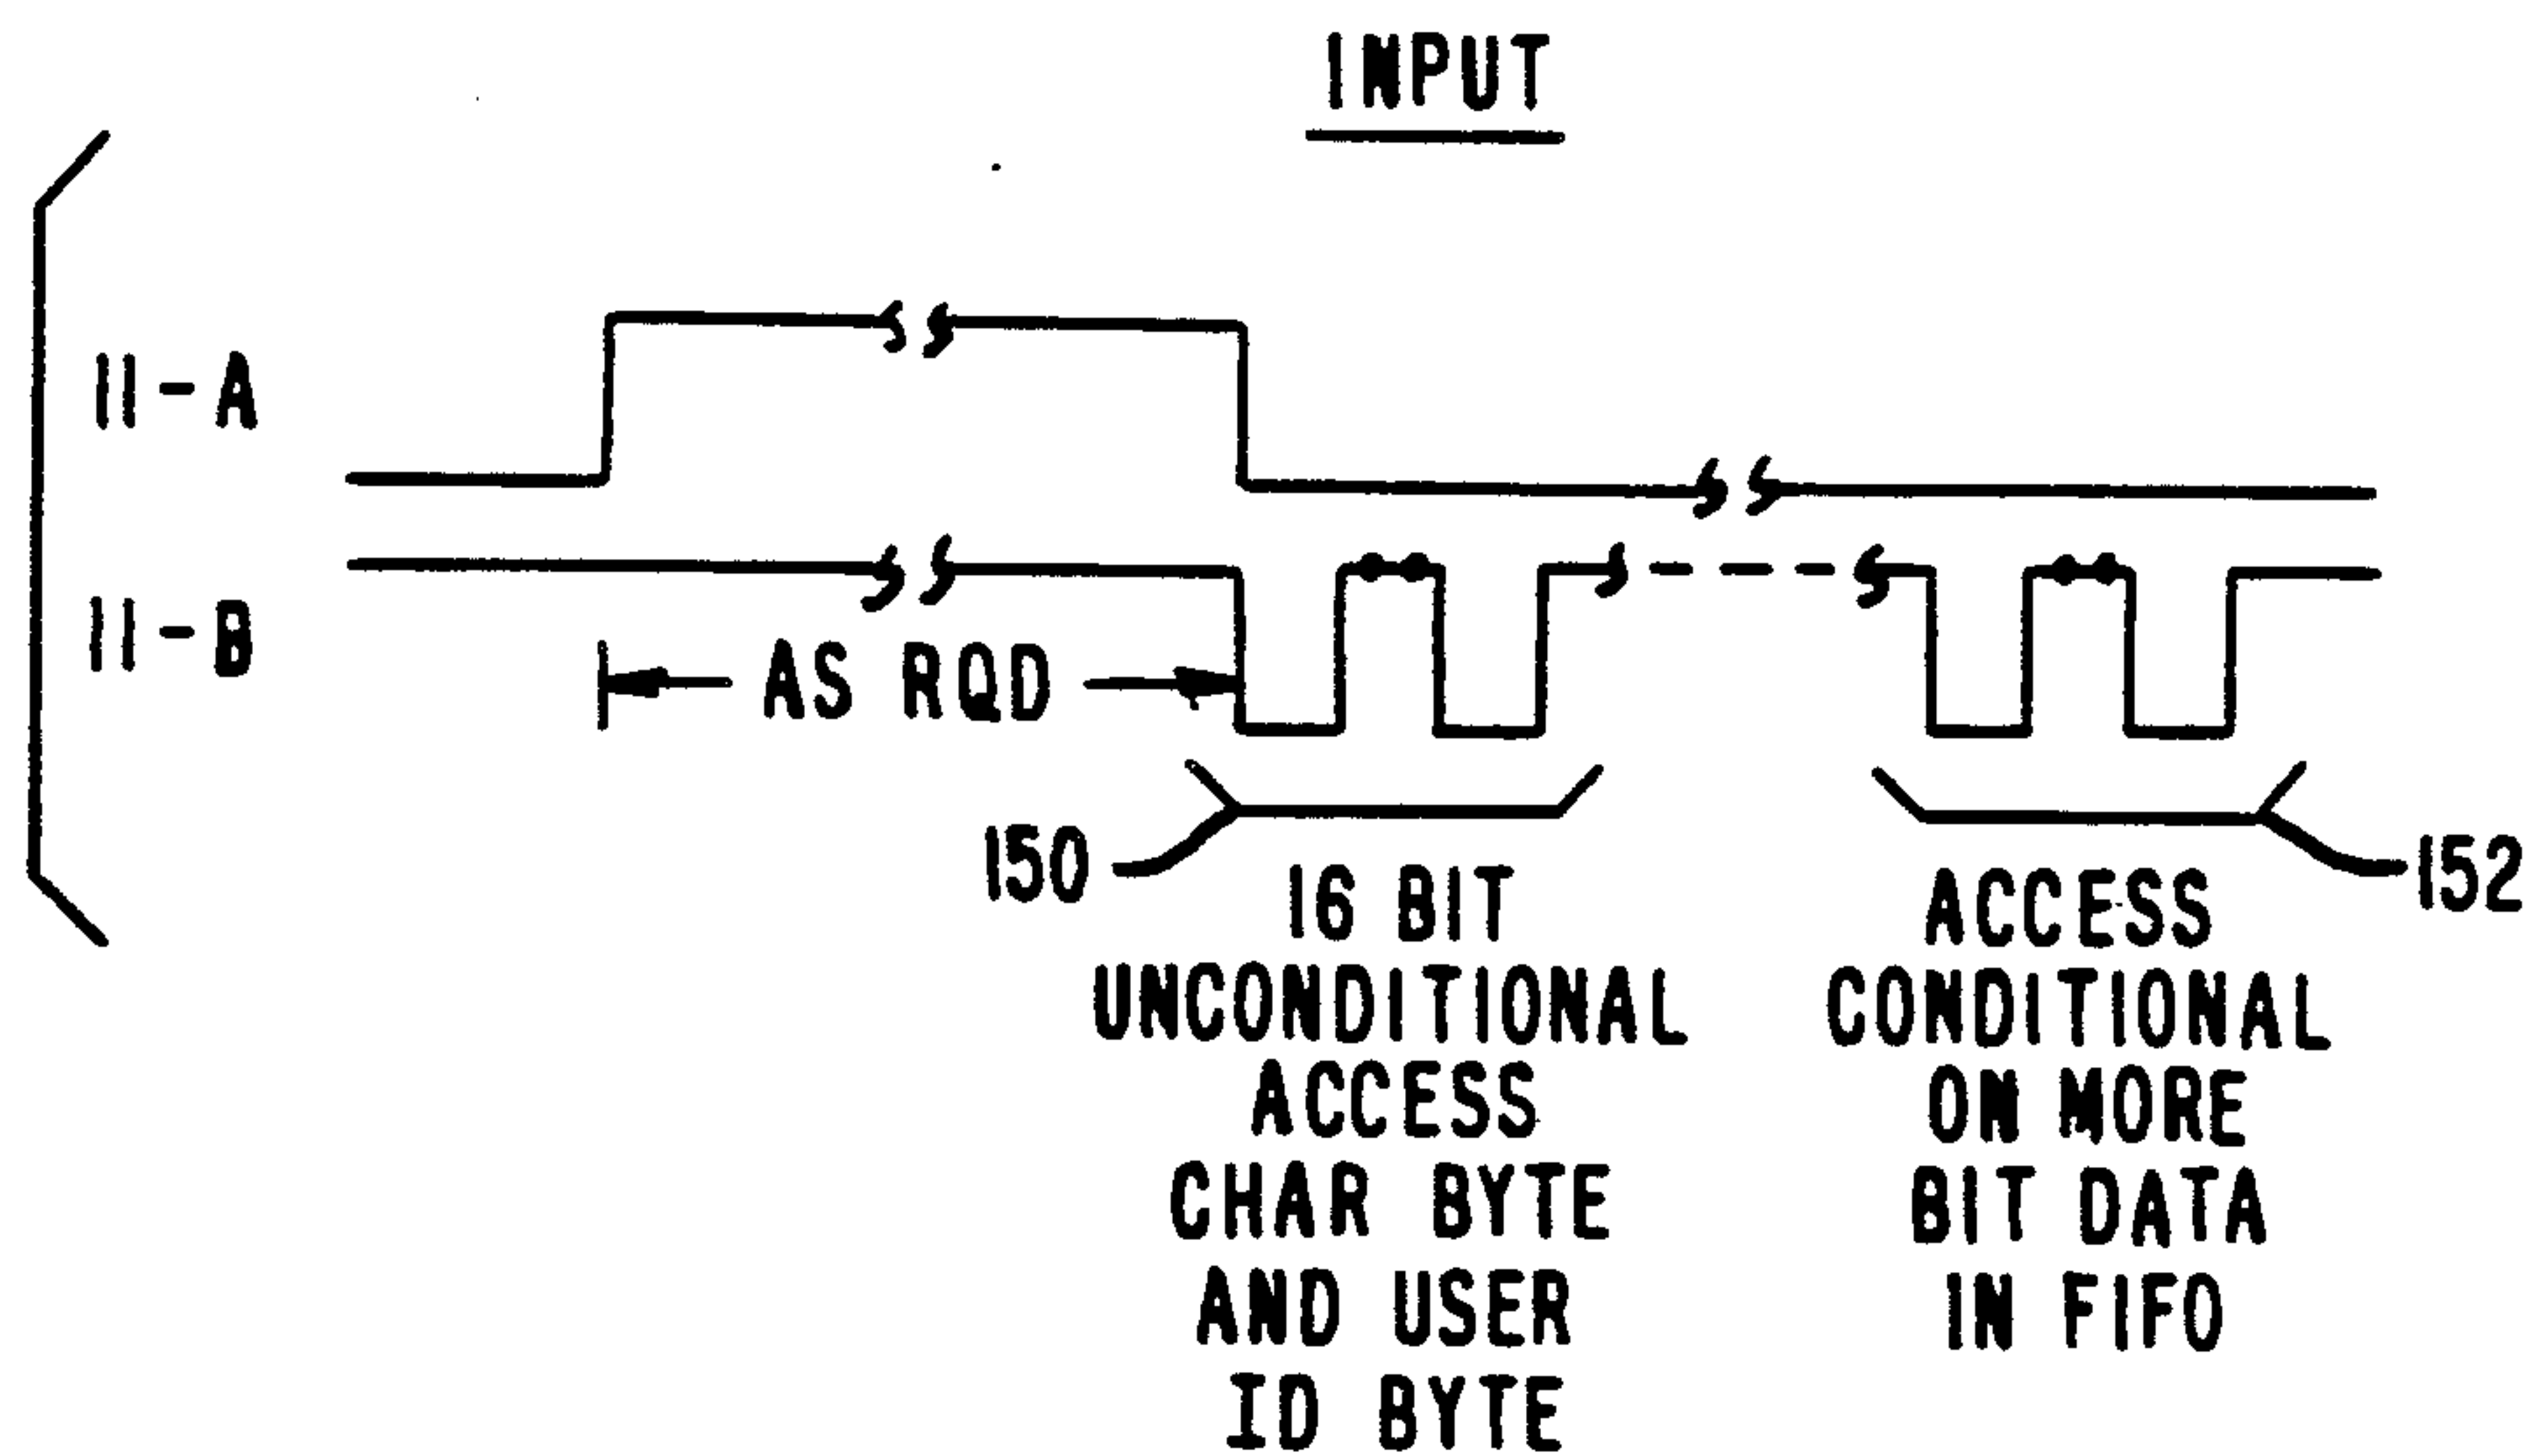 INPUT
11-A
11-B
AS RQD
150
16 BIT
UNCONDITIONAL
ACCESS
CHAR BYTE
AND USER
ID BYTE
152
ACCESS
CONDITIONAL
ON MORE
BIT DATA
IN FIFO